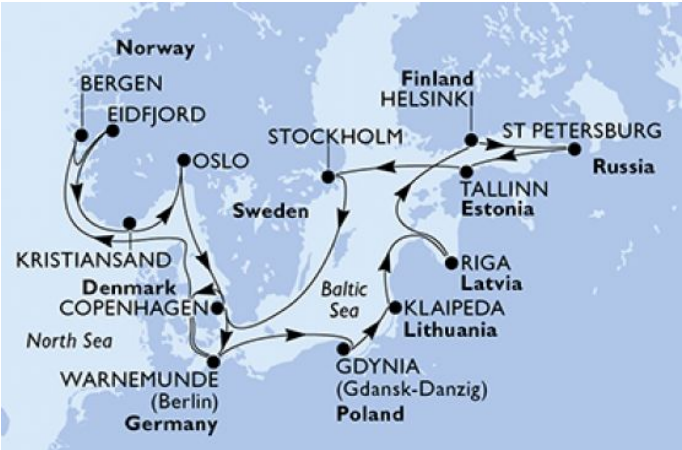 Norway
BERGEN
EIDFJORD
Finland
HELSINKI
ST PETERSBURG
Russia
STOCKHOLM
OSLO
TALLINN
Estonia
Sweden
KRISTIANSAND
RIGA
Latvia
Denmark
COPENHAGEN
Baltic
Sea
KLAIPEDA
Lithuania
North Sea
WARNEMUNDE
(Berlin)
Germany
GDYNIA
(Gdansk-Danzig)
Poland